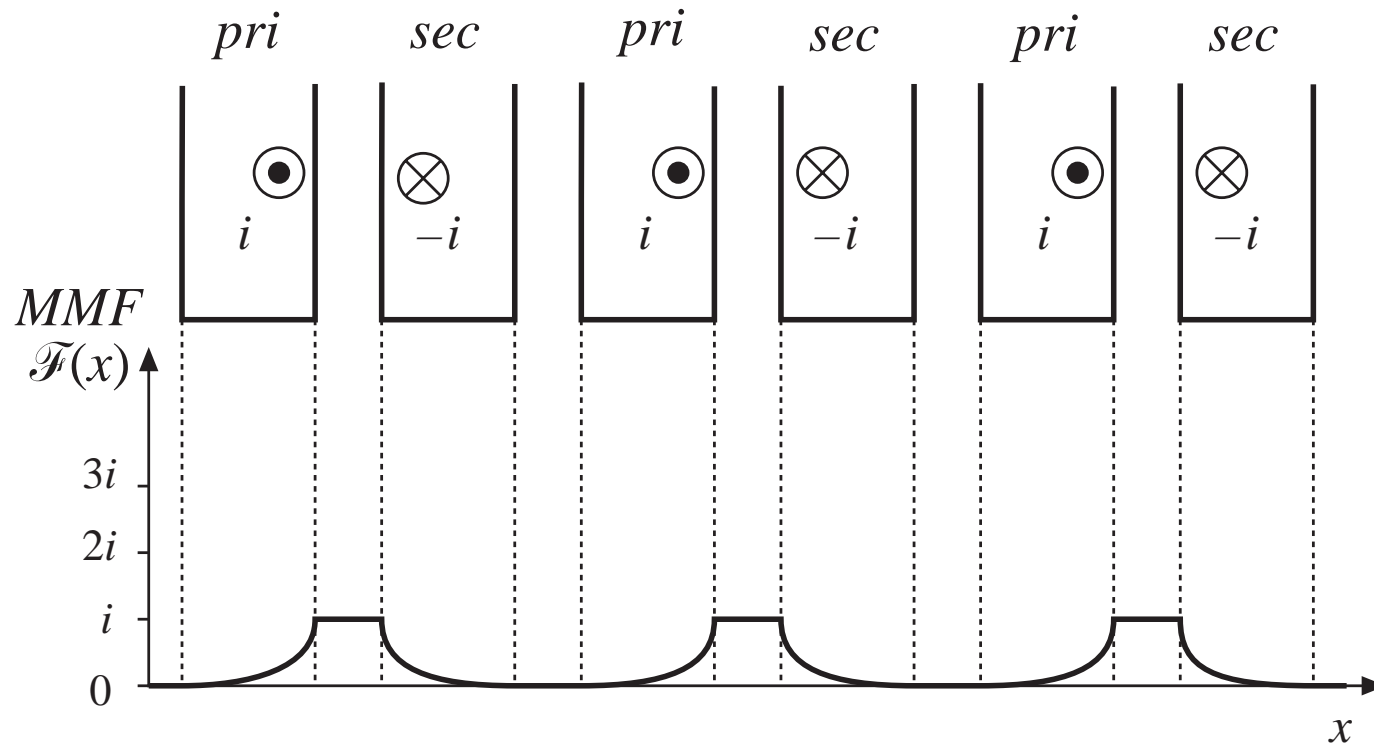 pri sec pri sec pri sec
i –i i –i i –i
MMF
ℱ(x)
3i
2i
i
0
x